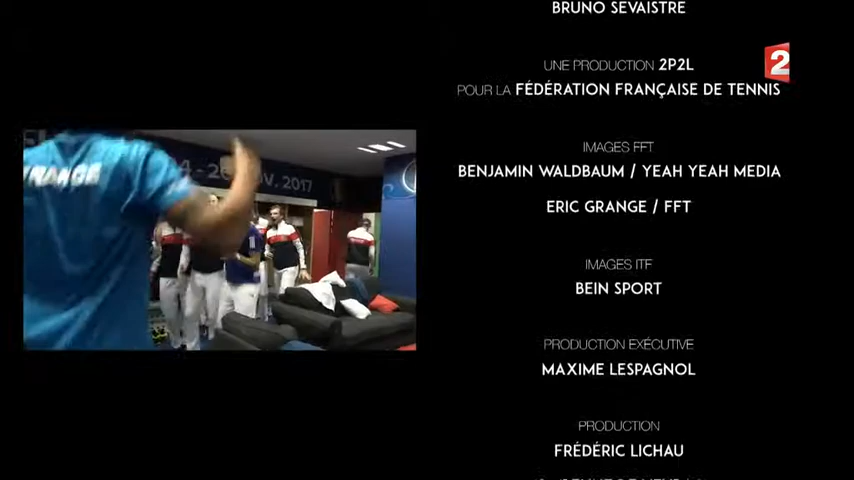 BRUNO SEVAISTRE
2
UNE PRODUCTION 2P2L
POUR LA FÉDÉRATION FRANÇAISE DE TENNIS
IMAGES FFT
BENJAMIN WALDBAUM / YEAH YEAH MEDIA
ERIC GRANGE / FFT
IMAGES ITF
BEIN SPORT
PRODUCTION EXÉCUTIVE
MAXIME LESPAGNOL
PRODUCTION
FRÉDÉRIC LICHAU
NOV. 2017